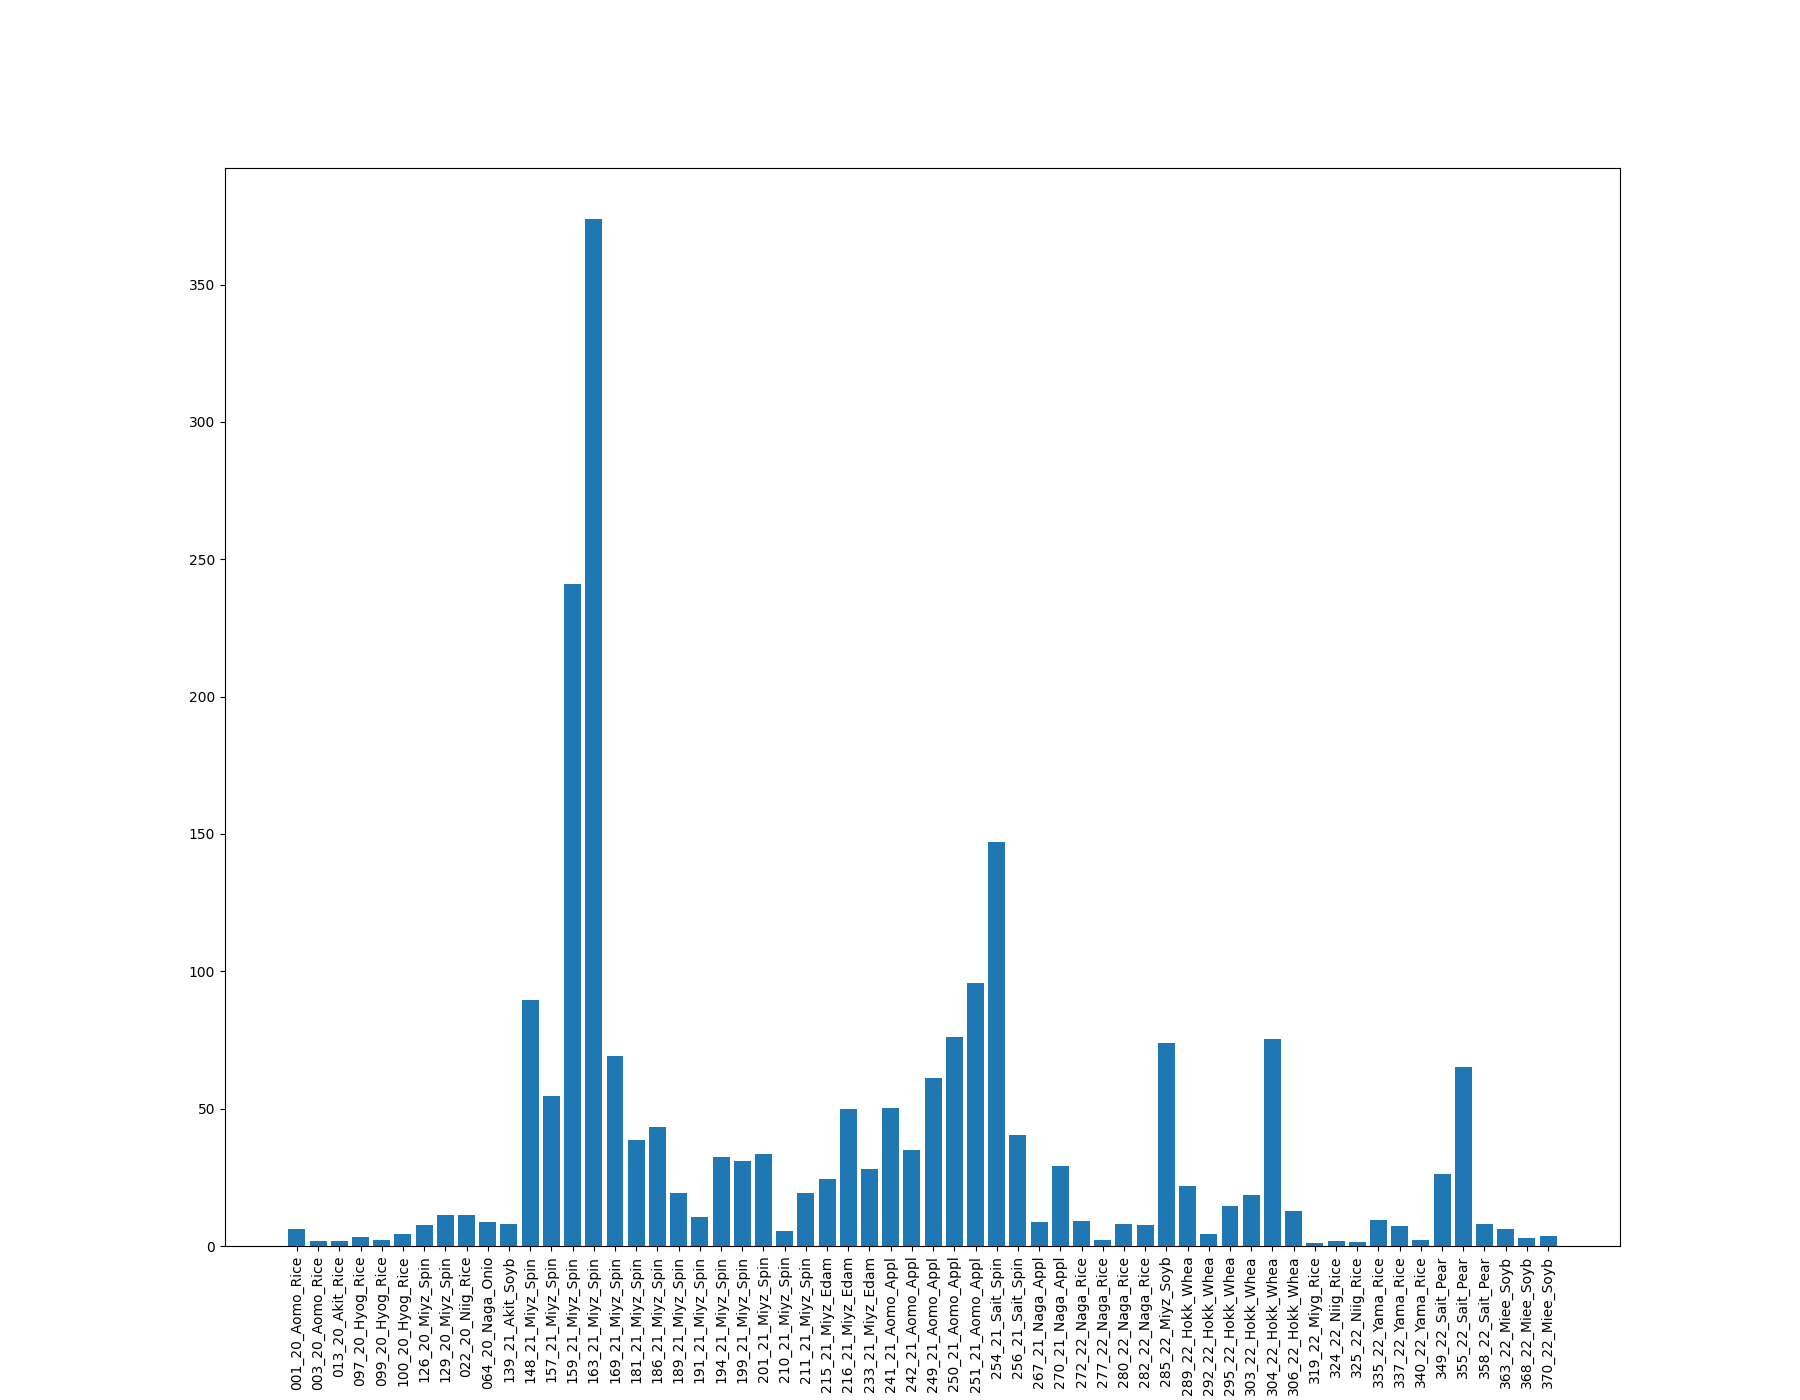 350
300
250
200
150
100
50
0
001_20_Aomo_Rice
003_20_Aomo_Rice
013_20_Akit_Rice
097_20_Hyog_Rice
099_20_Hyog_Rice
100_20_Hyog_Rice
126_20_Miyz_Spin
129_20_Miyz_Spin
022_20_Niig_Rice
064_20_Naga_Onio
139_21_Akit_Soyb
148_21_Miyz_Spin
157_21_Miyz_Spin
159_21_Miyz_Spin
163_21_Miyz_Spin
169_21_Miyz_Spin
181_21_Miyz_Spin
186_21_Miyz_Spin
189_21_Miyz_Spin
191_21_Miyz_Spin
194_21_Miyz_Spin
199_21_Miyz_Spin
201_21_Miyz_Spin
210_21_Miyz_Spin
211_21_Miyz_Spin
215_21_Miyz_Edam
216_21_Miyz_Edam
233_21_Miyz_Edam
241_21_Aomo_Appl
242_21_Aomo_Appl
249_21_Aomo_Appl
250_21_Aomo_Appl
251_21_Aomo_Appl
254_21_Sait_Spin
256_21_Sait_Spin
267_21_Naga_Appl
270_21_Naga_Appl
272_22_Naga_Rice
277_22_Naga_Rice
280_22_Naga_Rice
282_22_Naga_Rice
285_22_Miyz_Soyb
289_22_Hokk_Whea
292_22_Hokk_Whea
295_22_Hokk_Whea
303_22_Hokk_Whea
304_22_Hokk_Whea
306_22_Hokk_Whea
319_22_Miyg_Rice
324_22_Niig_Rice
325_22_Niig_Rice
335_22_Yama_Rice
337_22_Yama_Rice
340_22_Yama_Rice
349_22_Sait_Pear
355_22_Sait_Pear
358_22_Sait_Pear
363_22_Miee_Soyb
368_22_Miee_Soyb
370_22_Miee_Soyb